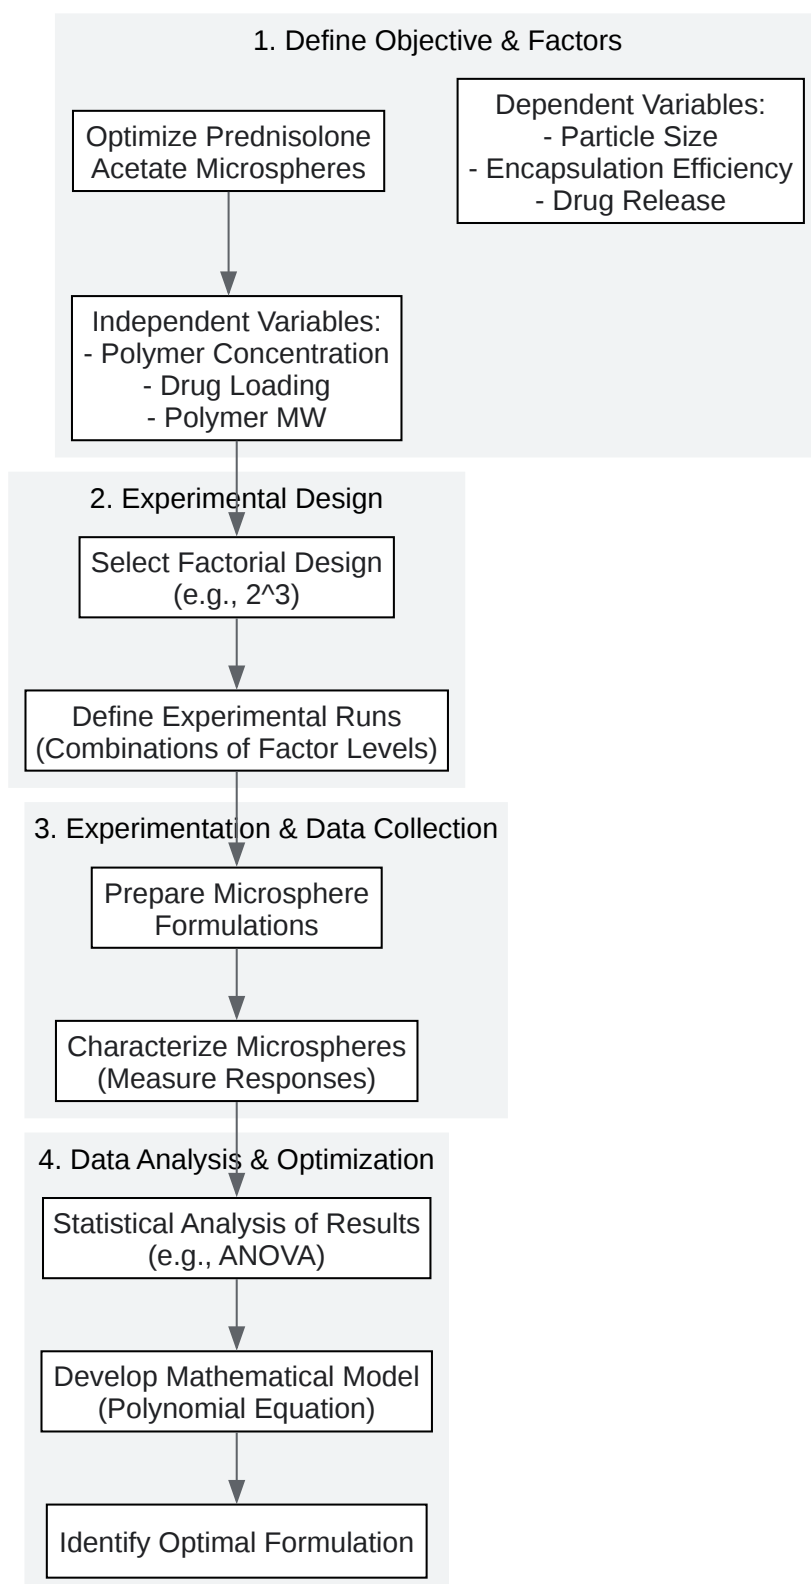 1. Define Objective & Factors
Optimize Prednisolone
Acetate Microspheres
Dependent Variables:
- Particle Size
- Encapsulation Efficiency
- Drug Release
Independent Variables:
- Polymer Concentration
- Drug Loading
- Polymer MW
2. Experimental Design
Select Factorial Design
(e.g., 2^3)
Define Experimental Runs
(Combinations of Factor Levels)
3. Experimentation & Data Collection
Prepare Microsphere
Formulations
Characterize Microspheres
(Measure Responses)
4. Data Analysis & Optimization
Statistical Analysis of Results
(e.g., ANOVA)
Develop Mathematical Model
(Polynomial Equation)
Identify Optimal Formulation